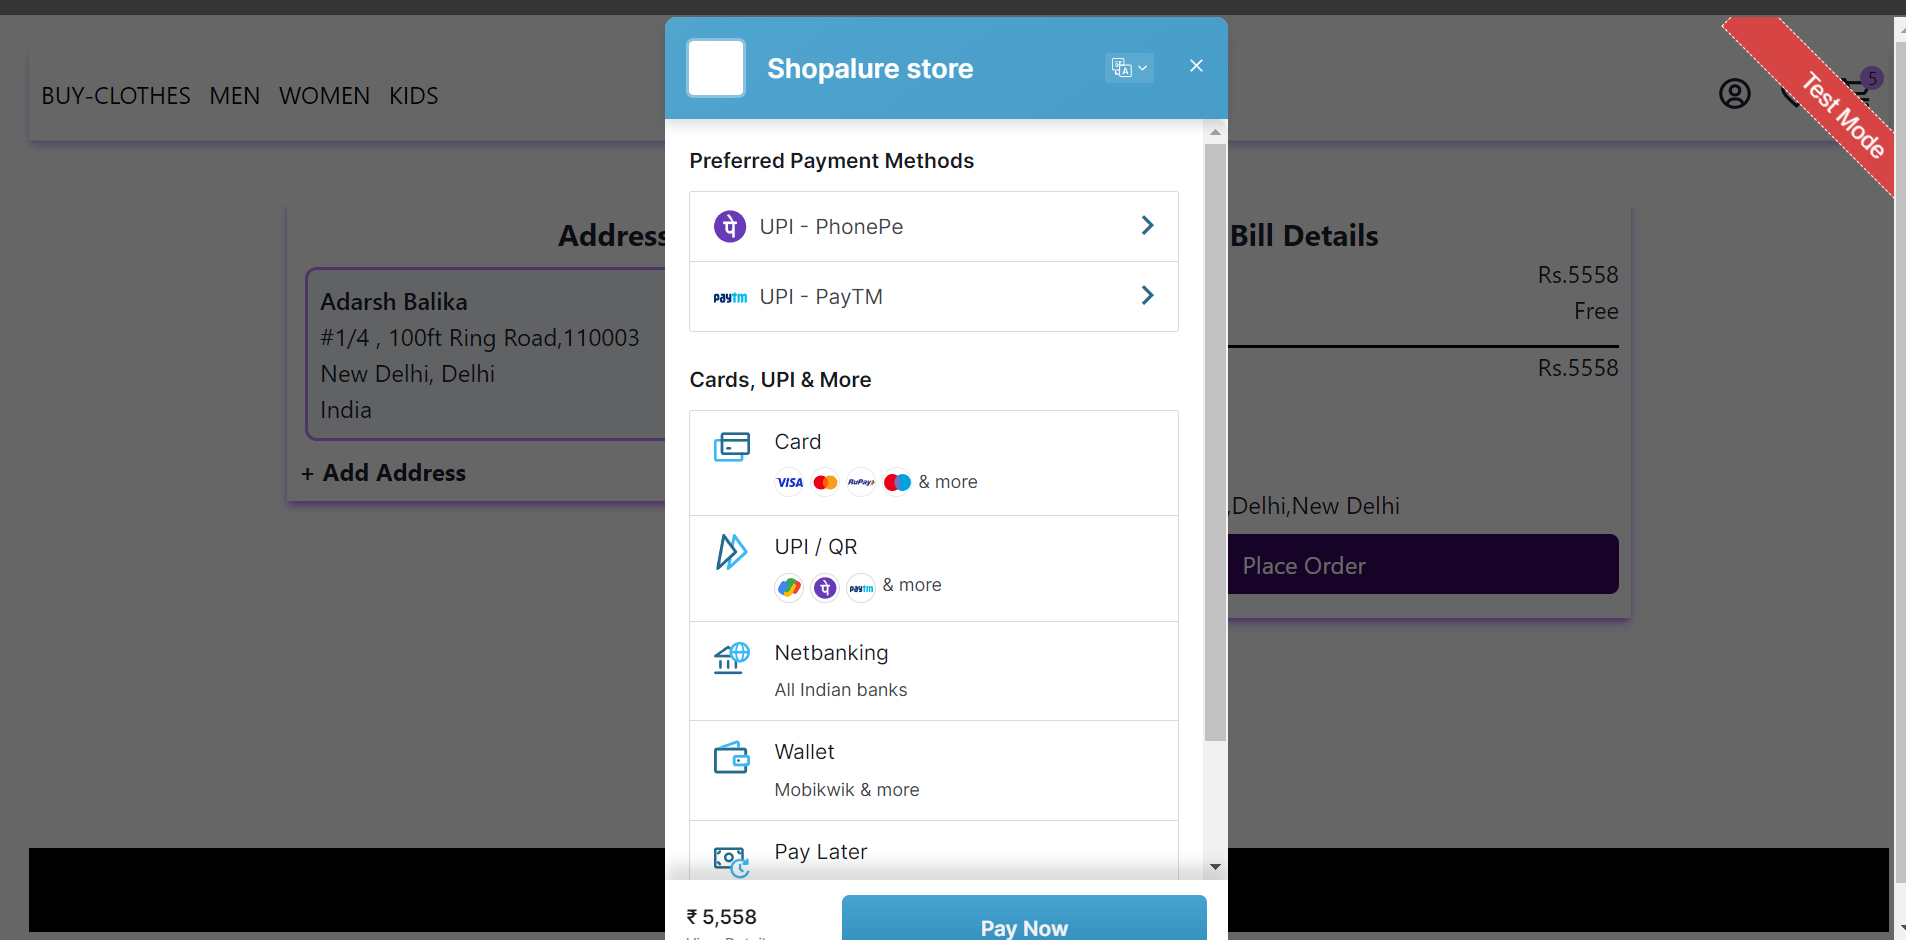 BUY-CLOTHES MEN WOMEN KIDS
5
Test Mode
Shopalure store
Address
Adarsh Balika
#1/4 , 100ft Ring Road,110003
New Delhi, Delhi
India
+ Add Address
Preferred Payment Methods
पे UPI - PhonePe
paytm UPI - PayTM
Cards, UPI & More
Card
VISA RuPay & more
UPI / QR
पे paytm & more
Netbanking
All Indian banks
Wallet
Mobikwik & more
Pay Later
₹ 5,558
Pay Now
Bill Details
Rs.5558
Free
Rs.5558
,Delhi,New Delhi
Place Order